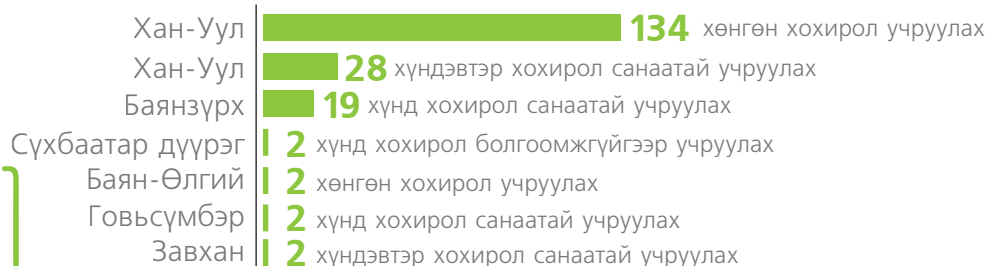 Хан-Уул 134 хөнгөн хохирол учруулах
Хан-Уул 28 хүндэвтэр хохирол санаатай учруулах
Баянзүрх 19 хүнд хохирол санаатай учруулах
Сүхбаатар дүүрэг 2 хүнд хохирол болгоомжгүйгээр учруулах
Баян-Өлгий 2 хөнгөн хохирол учруулах
Говьсүмбэр 2 хүнд хохирол санаатай учруулах
Завхан 2 хүндэвтэр хохирол санаатай учруулах